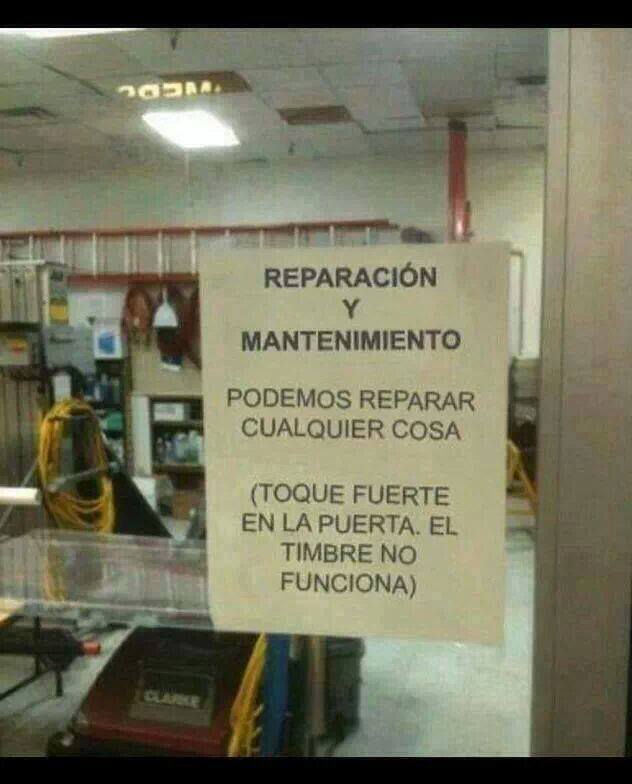 REPARACIÓN
Y
MANTENIMIENTO
PODEMOS REPARAR
CUALQUIER COSA
(TOQUE FUERTE
EN LA PUERTA. EL
TIMBRE NO
FUNCIONA)
CLARKE